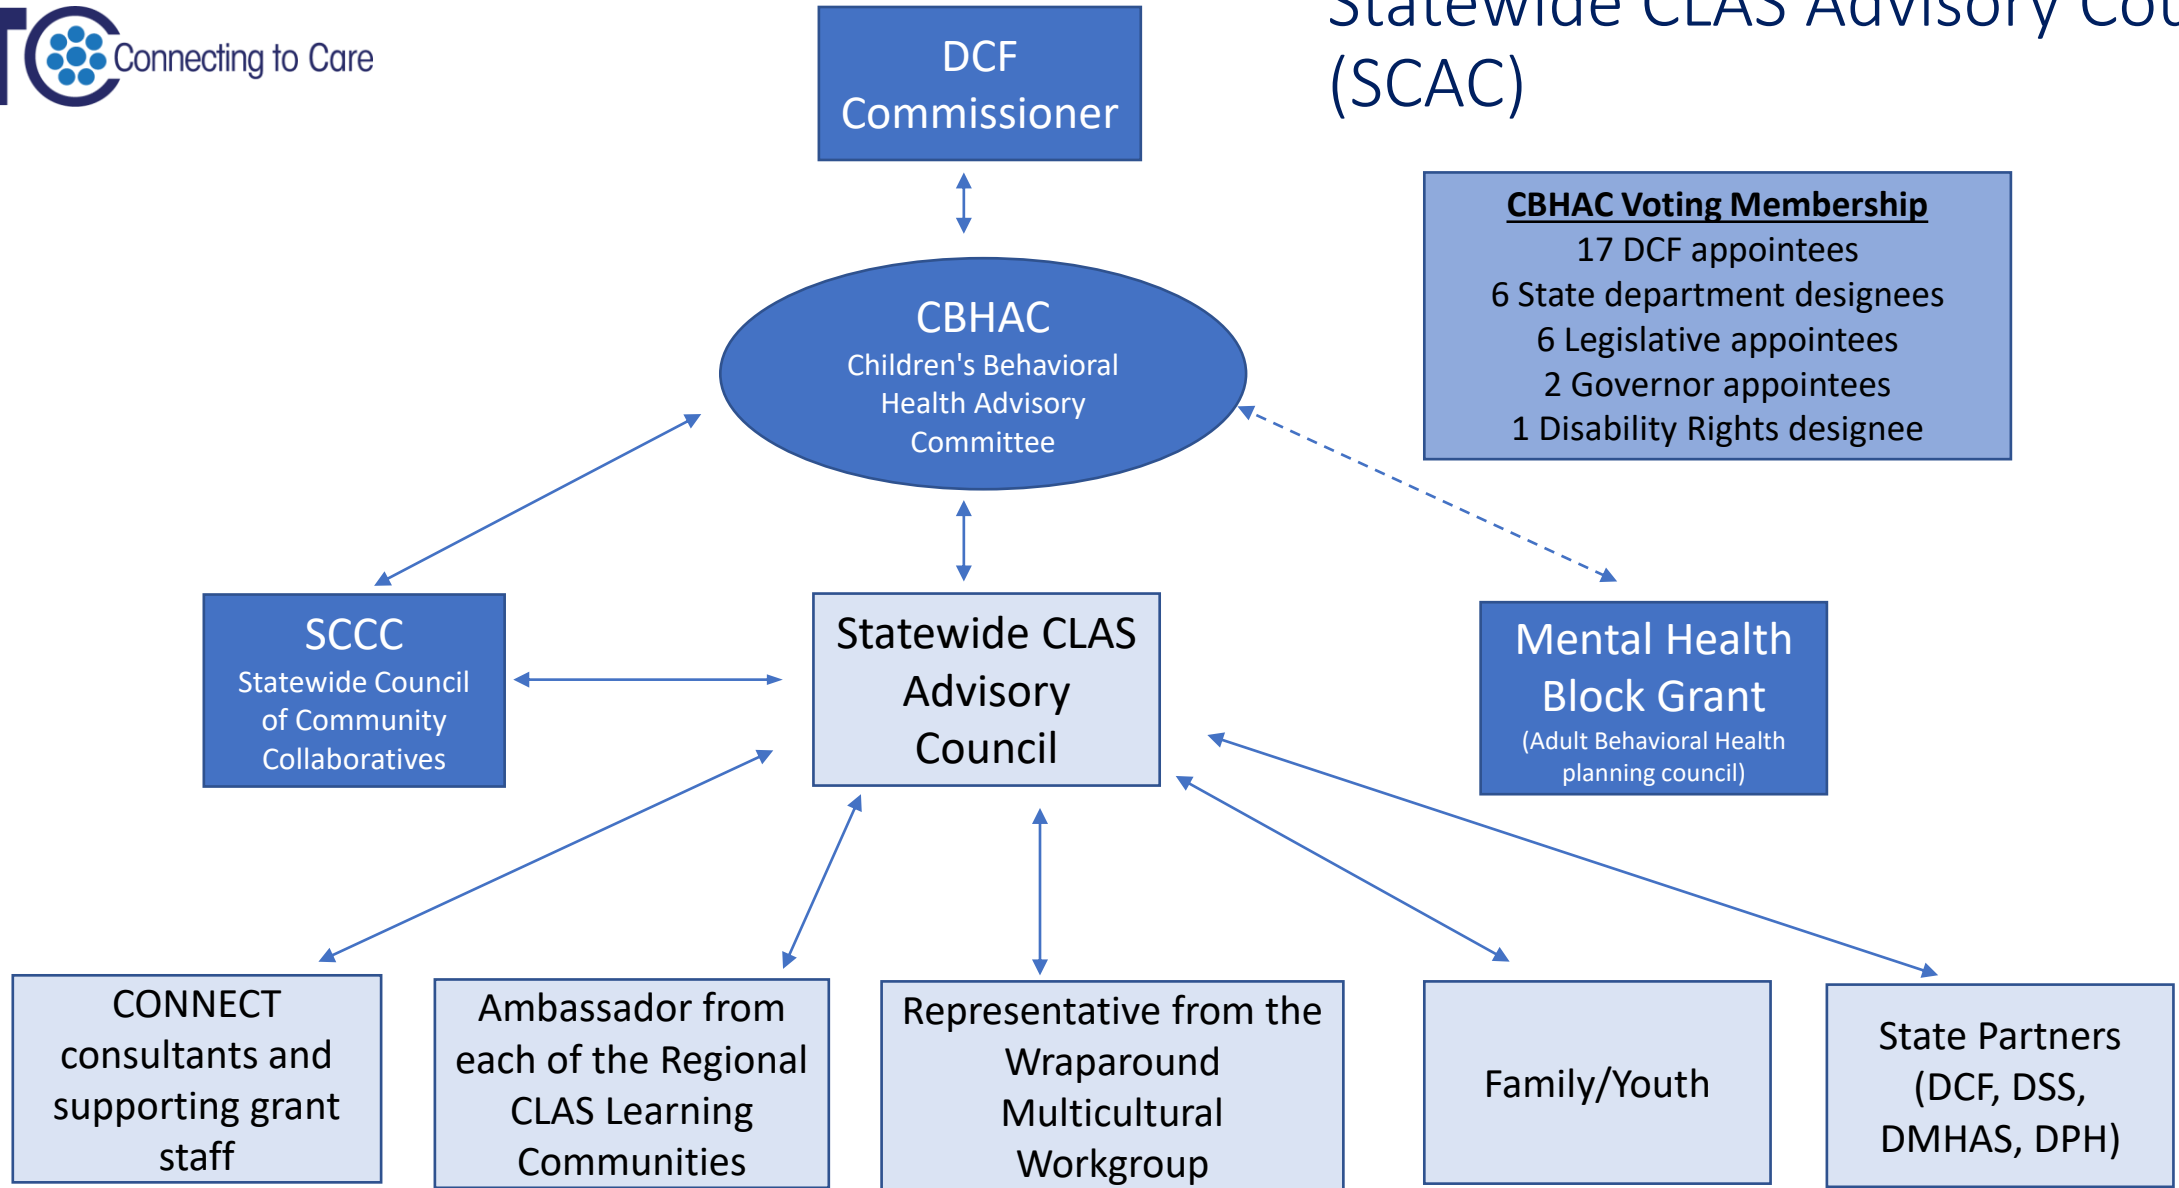 TC Connecting to Care
Statewide CLAS Advisory
(SCAC)
DCF
Commissioner
CBHAC Voting Membership
17 DCF appointees
6 State department designees
6 Legislative appointees
2 Governor appointees
1 Disability Rights designee
CBHAC
Children's Behavioral
Health Advisory
Committee
SCCC
Statewide Council
of Community
Collaboratives
Statewide CLAS
Advisory
Council
Mental Health
Block Grant
(Adult Behavioral Health
planning council)
CONNECT
consultants and
supporting grant
staff
Ambassador from
each of the Regional
CLAS Learning
Communities
Representative from the
Wraparound
Multicultural
Workgroup
Family/Youth
State Partners
(DCF, DSS,
DMHAS, DPH)